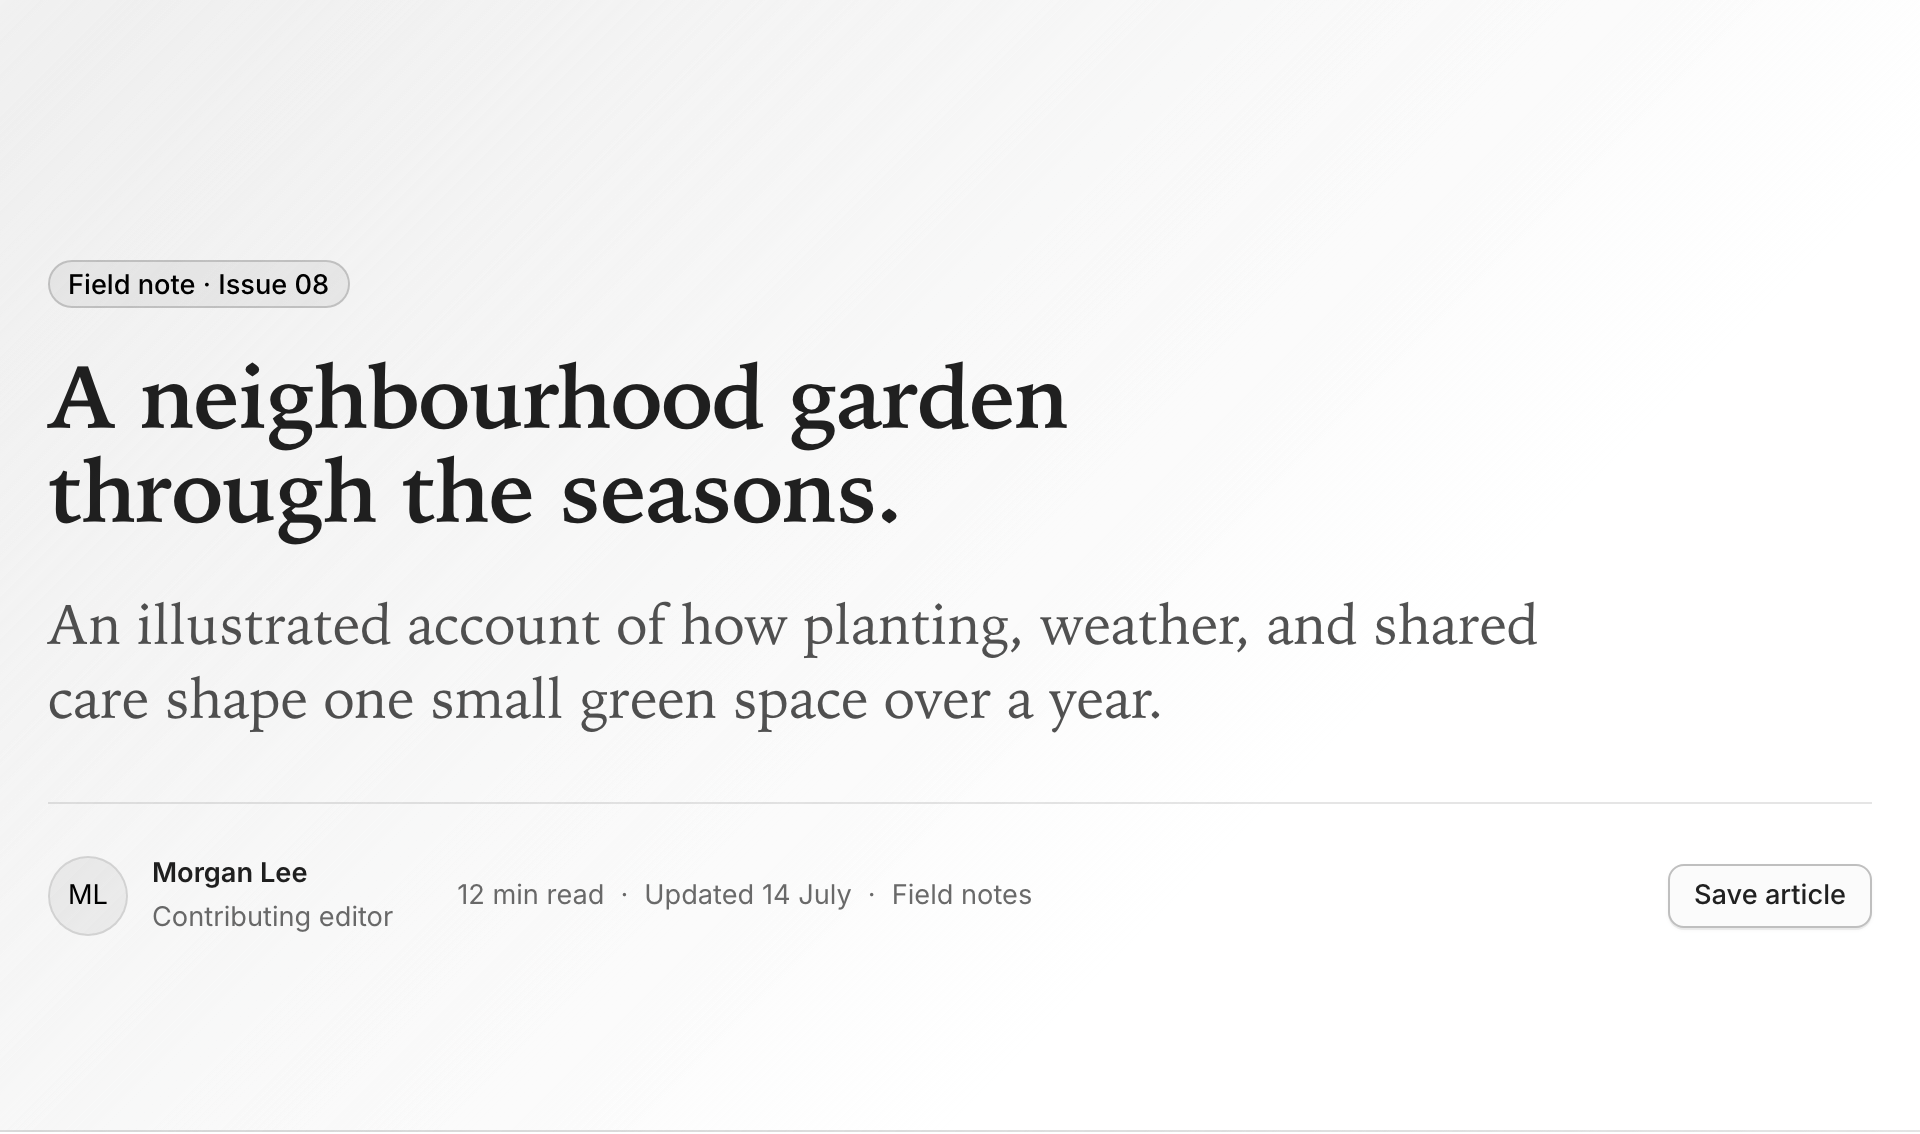 Field note · Issue 08
A neighbourhood garden
through the seasons.
An illustrated account of how planting, weather, and shared
care shape one small green space over a year.
ML
Morgan Lee
Contributing editor
12 min read · Updated 14 July · Field notes
Save article